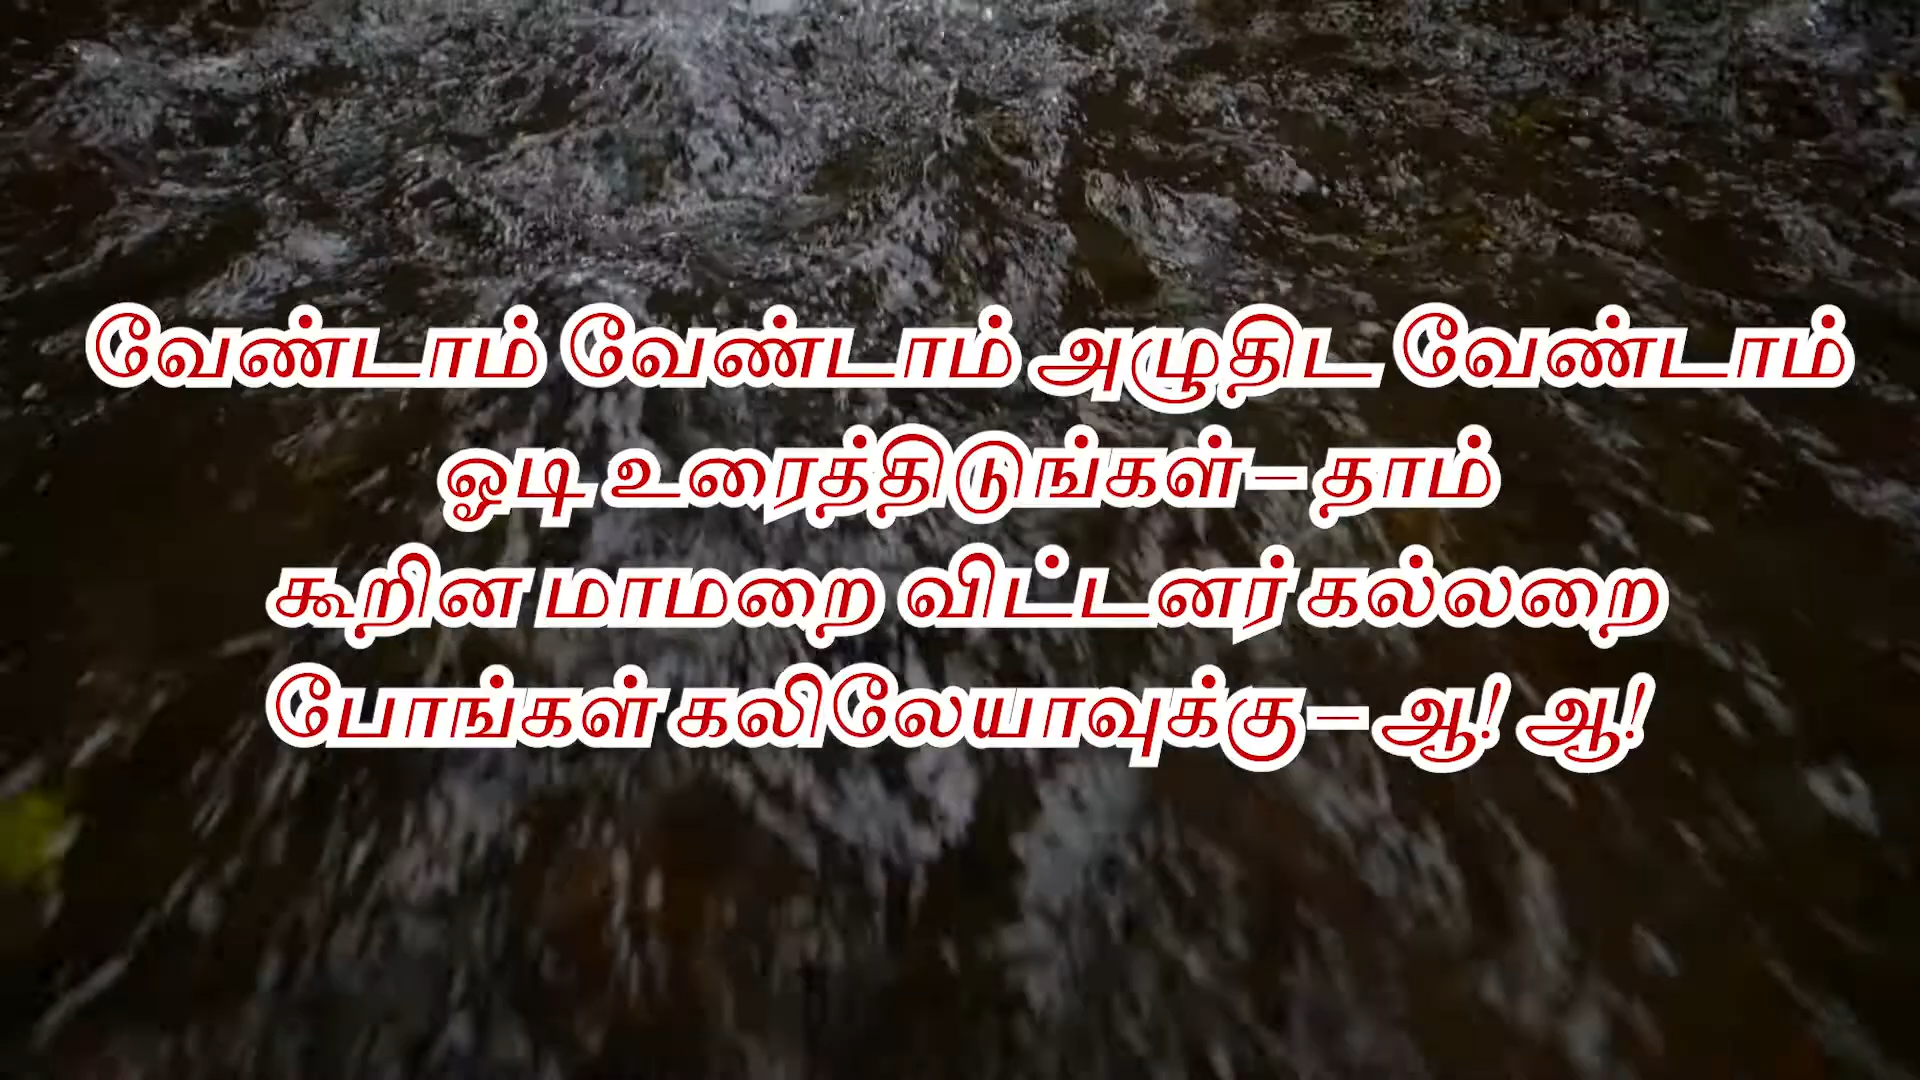 வேண்டாம் வேண்டாம் அழுதிட வேண்டாம்
ஓடி உரைத்திடுங்கள்– தாம்
கூறின மாமறை விட்டனர் கல்லறை
போங்கள் கலிலேயாவுக்கு– ஆ! ஆ!